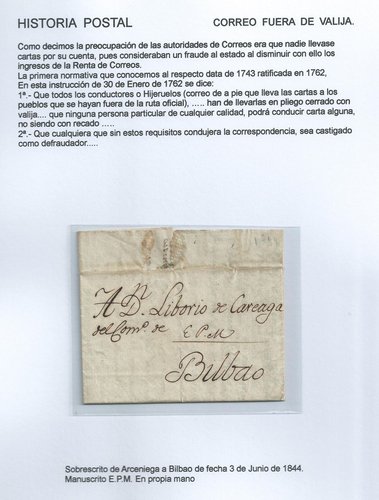 HISTORIA POSTAL
CORREO FUERA DE VALIJA.
Como decimos la preocupación de las autoridades de Correos era que nadie llevase
cartas por su cuenta, pues consideraban un fraude al estado al disminuir con ello los
ingresos de la Renta de Correos.
La primera normativa que conocemos al respecto data de 1743 ratificada en 1762,
En esta instrucción de 30 de Enero de 1762 se dice:
1ª.- Que todos los conductores o Hijeruelos (correo de a pie que lleva las cartas a los
pueblos que se hayan fuera de la ruta oficial), ….. han de llevarlas en pliego cerrado con
valija.... que ninguna persona particular de cualquier calidad, podrá conducir carta alguna,
no siendo con recado …..
2ª.- Que cualquiera que sin estos requisitos condujera la correspondencia, sea castigado
como defraudador.....
A Dn. Liborio de Careaga
del Como. de
E P M
Bilbao
Sobrescrito de Arceniega a Bilbao de fecha 3 de Junio de 1844.
Manuscrito E.P.M. En propia mano